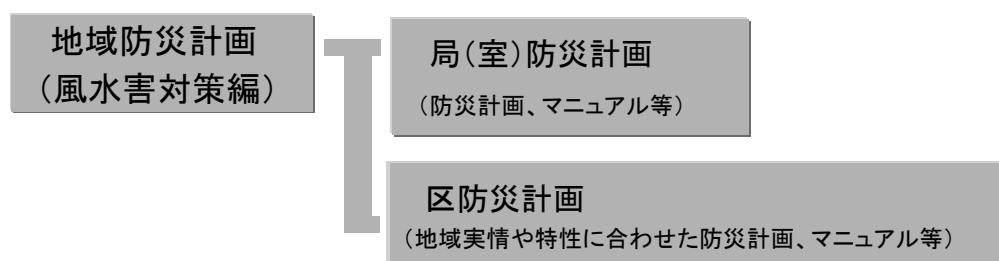 地域防災計画
（風水害対策編）
局（室）防災計画
（防災計画、マニュアル等）
区防災計画
（地域実情や特性に合わせた防災計画、マニュアル等）